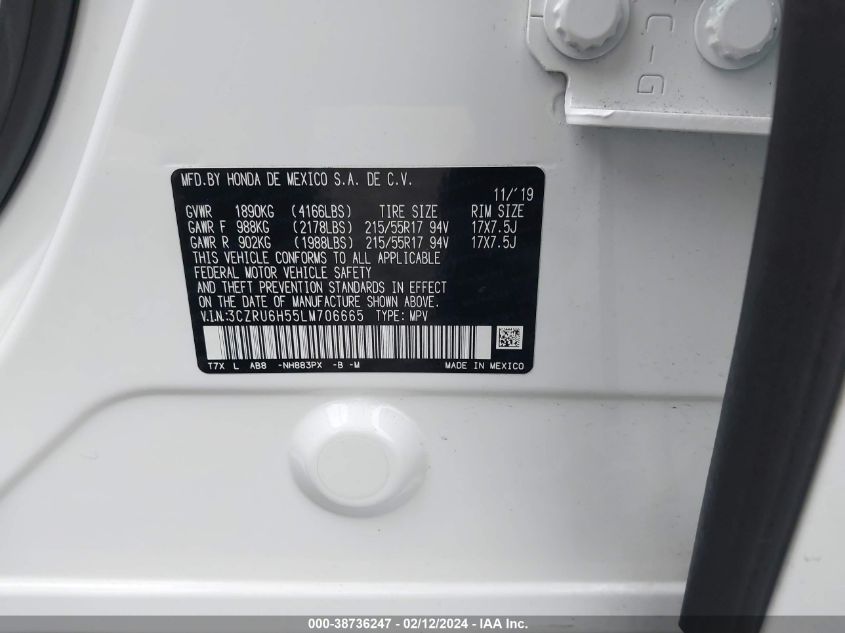 C-G
MFD.BY HONDA DE MEXICO S.A. DE C.V.
11/'19
GVWR 1890KG (4166LBS) TIRE SIZE RIM SIZE
GAWR F 988KG (2178LBS) 215/55R17 94V 17X7.5J
GAWR R 902KG (1988LBS) 215/55R17 94V 17X7.5J
THIS VEHICLE CONFORMS TO ALL APPLICABLE
FEDERAL MOTOR VEHICLE SAFETY
AND THEFT PREVENTION STANDARDS IN EFFECT
ON THE DATE OF MANUFACTURE SHOWN ABOVE.
V.I.N.:3CZRU6H55LM706665 TYPE: MPV
T7X L AB8 -NH883PX -B -M MADE IN MEXICO
000-38736247 - 02/12/2024 - IAA Inc.